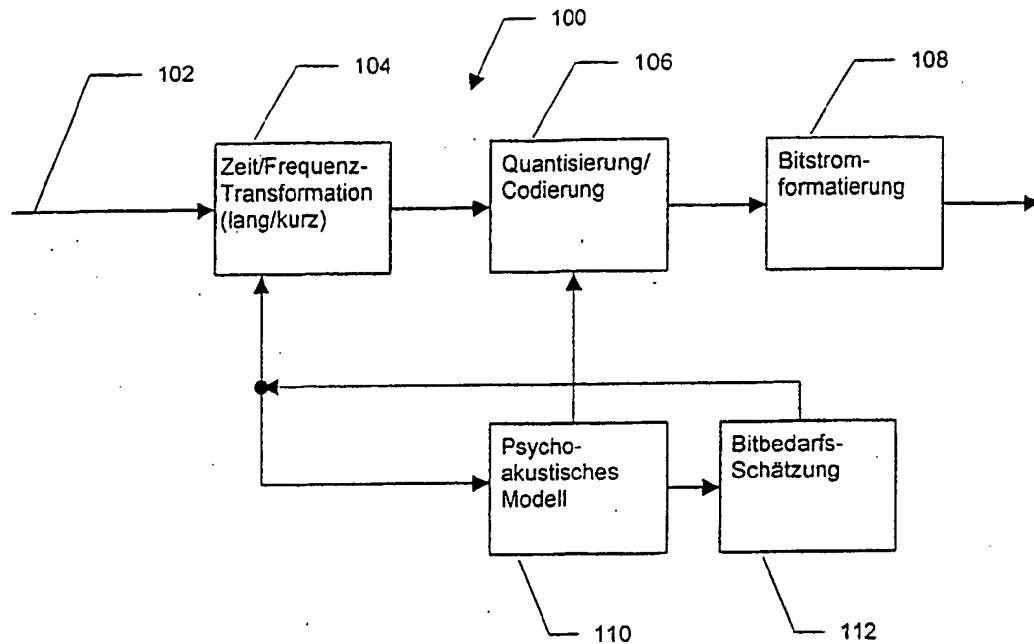 100
102
104
106
108
Zeit/Frequenz-
Transformation
(lang/kurz)
Quantisierung/
Codierung
Bitstrom-
formatierung
Psycho-
akustisches
Modell
Bitbedarfs-
Schätzung
110
112